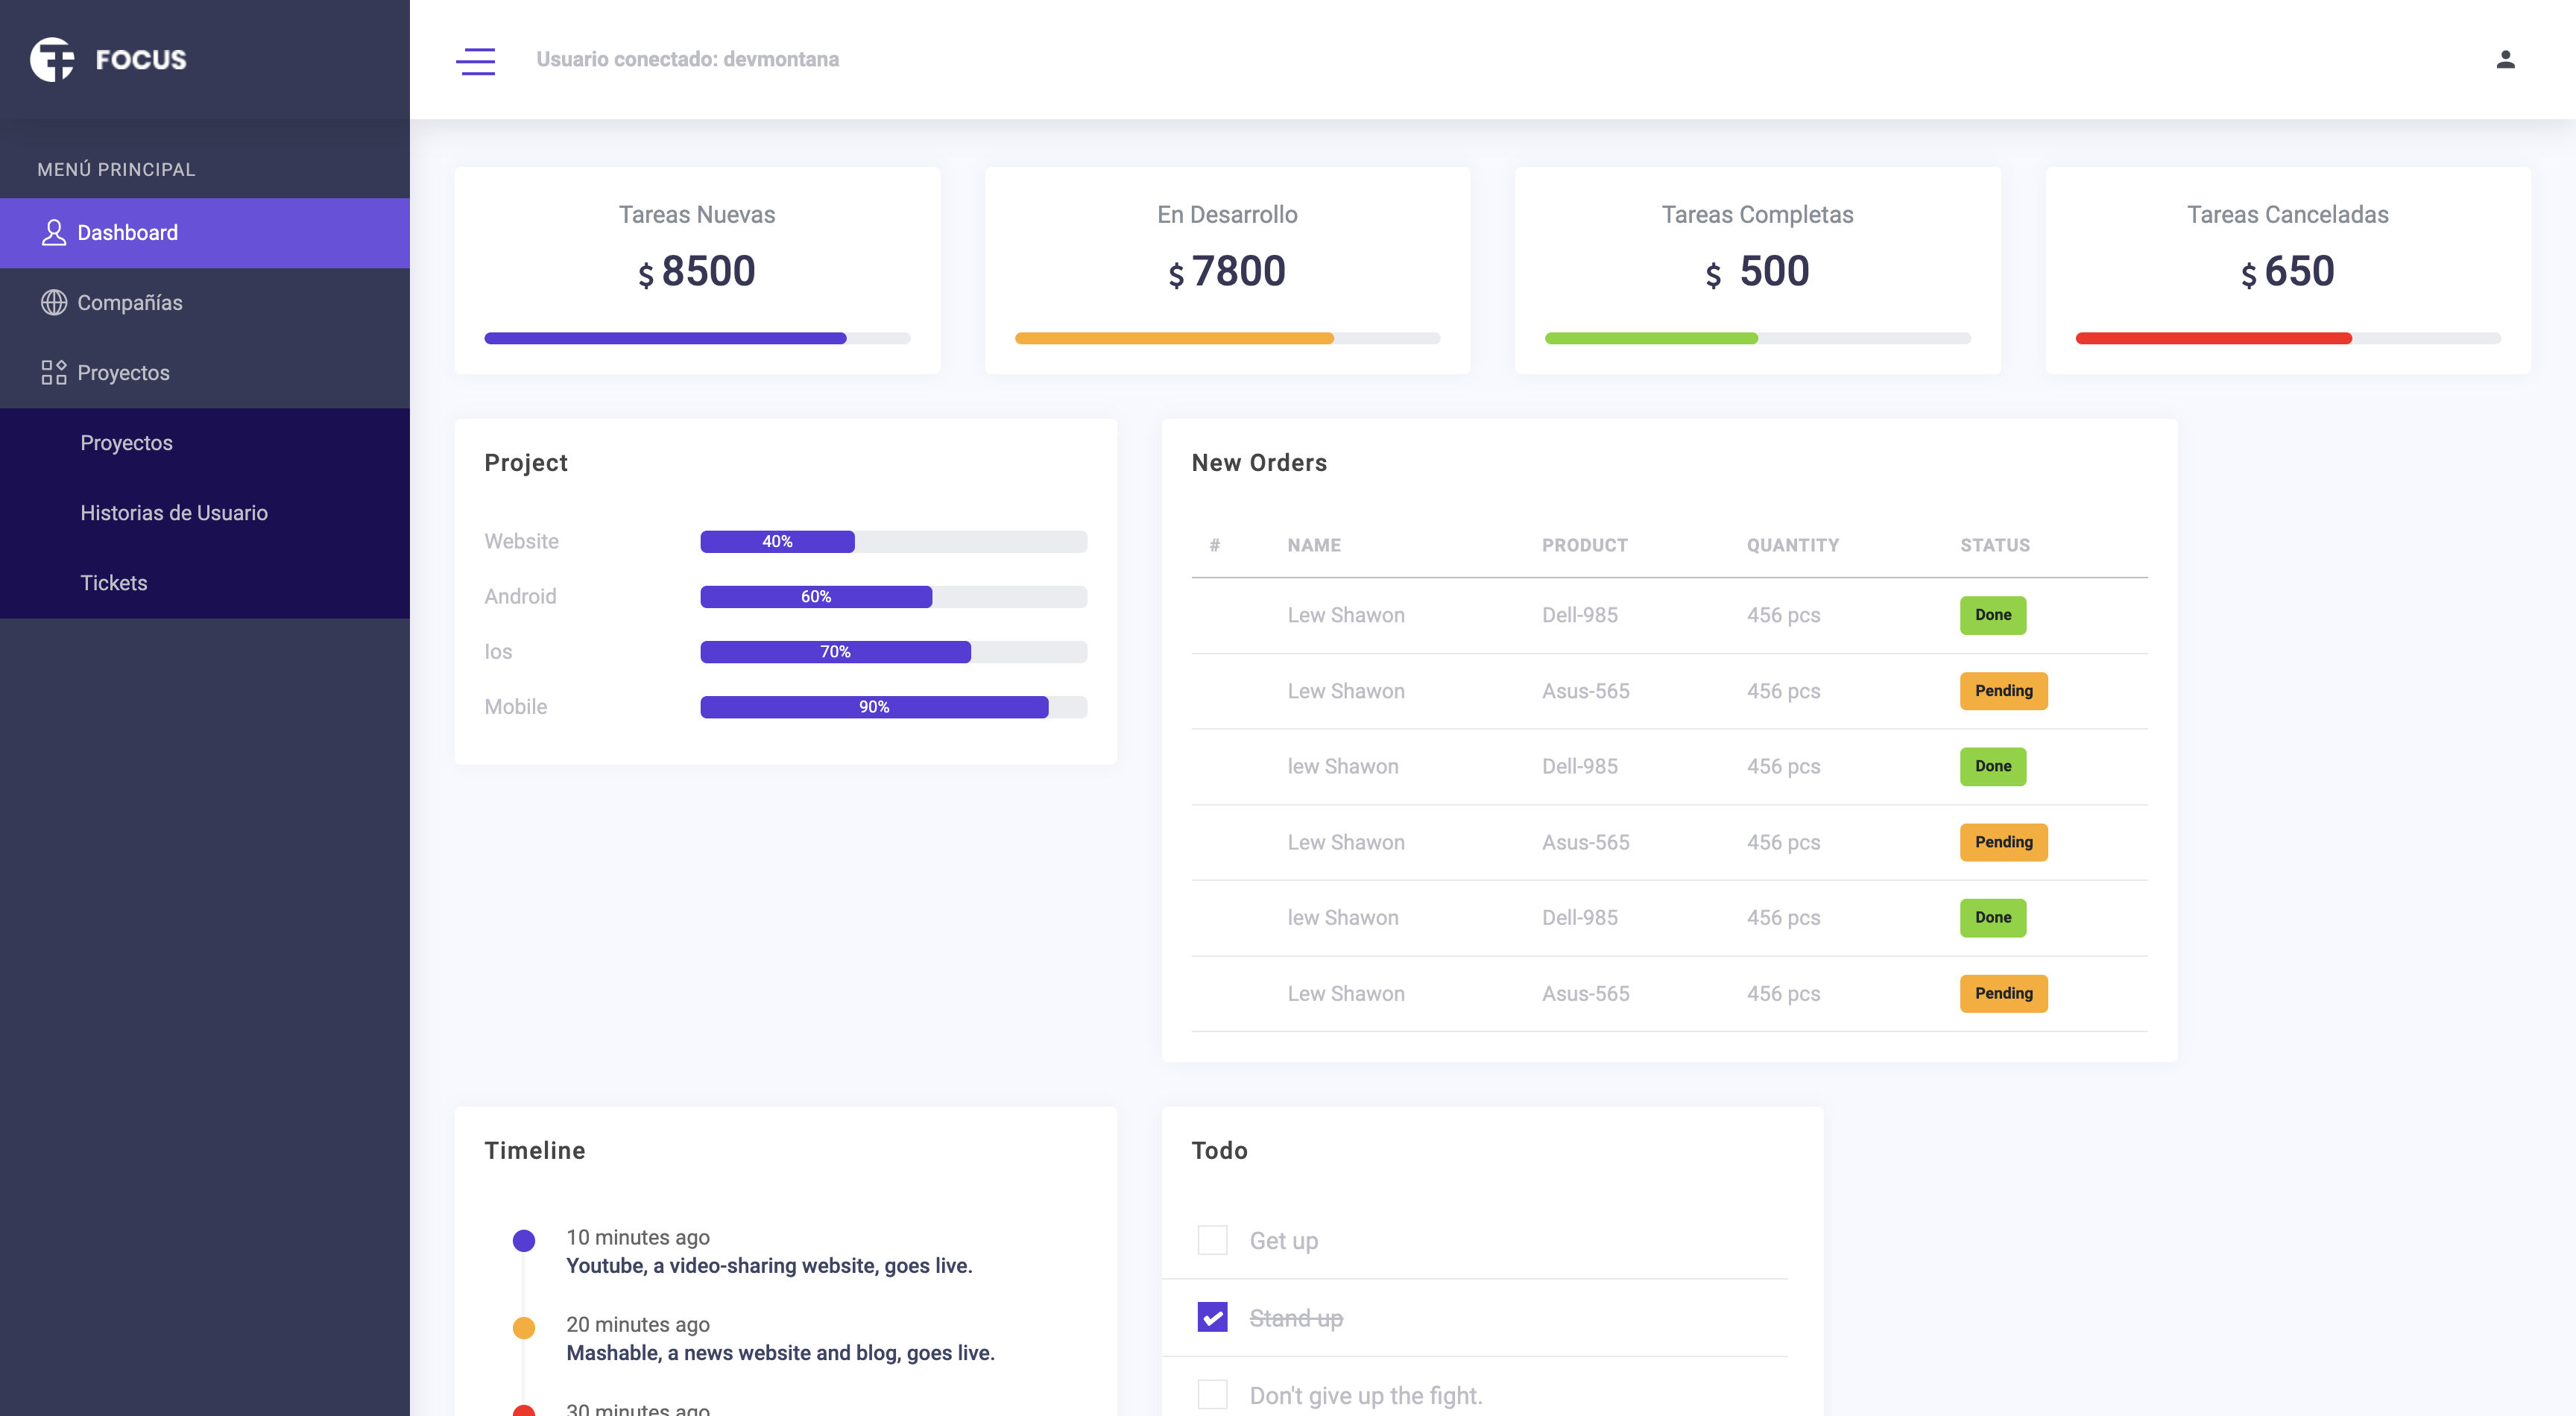 FOCUS
Usuario conectado: devmontana
MENÚ PRINCIPAL
Dashboard
Compañías
Proyectos
Proyectos
Historias de Usuario
Tickets
Tareas Nuevas
$ 8500
En Desarrollo
$ 7800
Tareas Completas
$ 500
Tareas Canceladas
$ 650
Project
Website 40%
Android 60%
Ios 70%
Mobile 90%
New Orders
# NAME PRODUCT QUANTITY STATUS
Lew Shawon Dell-985 456 pcs Done
Lew Shawon Asus-565 456 pcs Pending
lew Shawon Dell-985 456 pcs Done
Lew Shawon Asus-565 456 pcs Pending
lew Shawon Dell-985 456 pcs Done
Lew Shawon Asus-565 456 pcs Pending
Timeline
10 minutes ago
Youtube, a video-sharing website, goes live.
20 minutes ago
Mashable, a news website and blog, goes live.
30 minutes ago
Todo
Get up
Stand up
Don't give up the fight.